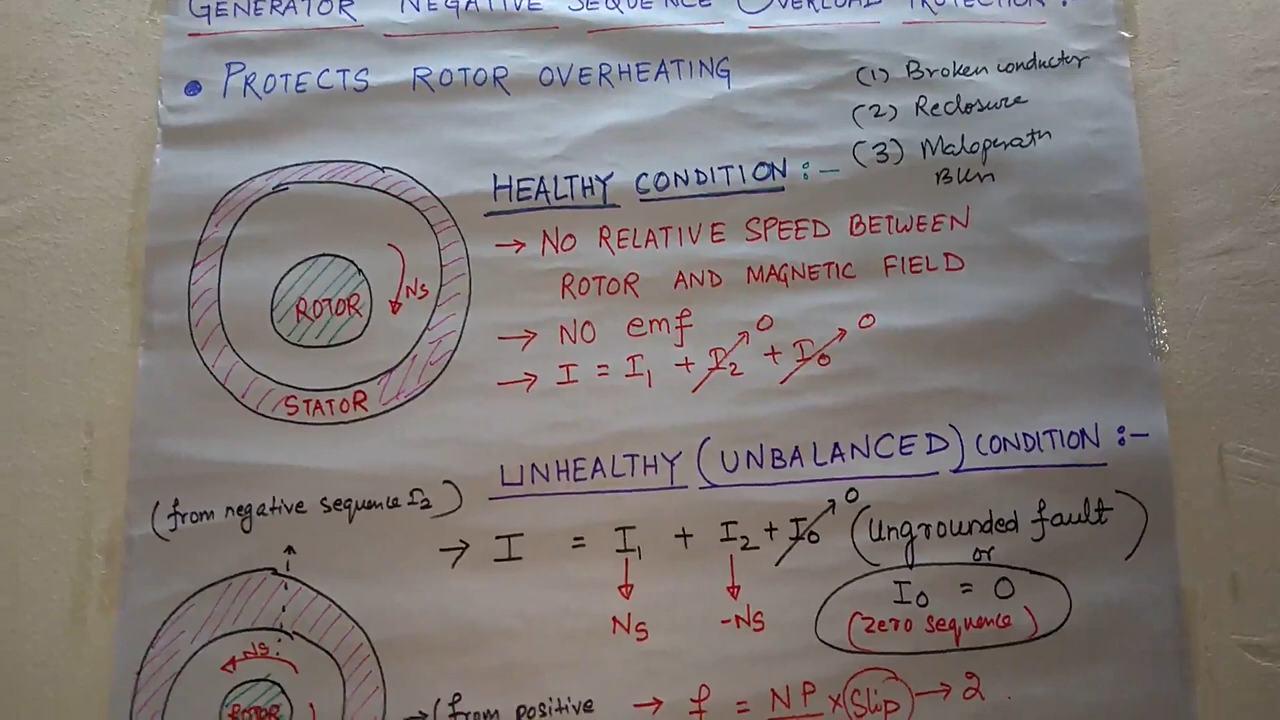 GENERATOR NEGATIVE SEQUENCE OVERLOAD PROTECTION :-
• PROTECTS ROTOR OVERHEATING
(1) Broken conductor
(2) Reclosure
(3) Maloperatn
HEALTHY CONDITION :-
→ NO RELATIVE SPEED BETWEEN
ROTOR AND MAGNETIC FIELD
→ NO emf
→ I = I₁ + I₂ 0 + I₀ 0
ROTOR
Ns
STATOR
UNHEALTHY (UNBALANCED) CONDITION :-
(from negative sequence I₂)
→ I = I₁ + I₂ + I₀ 0 (Ungrounded fault)
or
I₀ = 0
(zero sequence)
Ns -Ns
Ns
ROTOR
→ (from positive
→ f = NP × (Slip) → 2